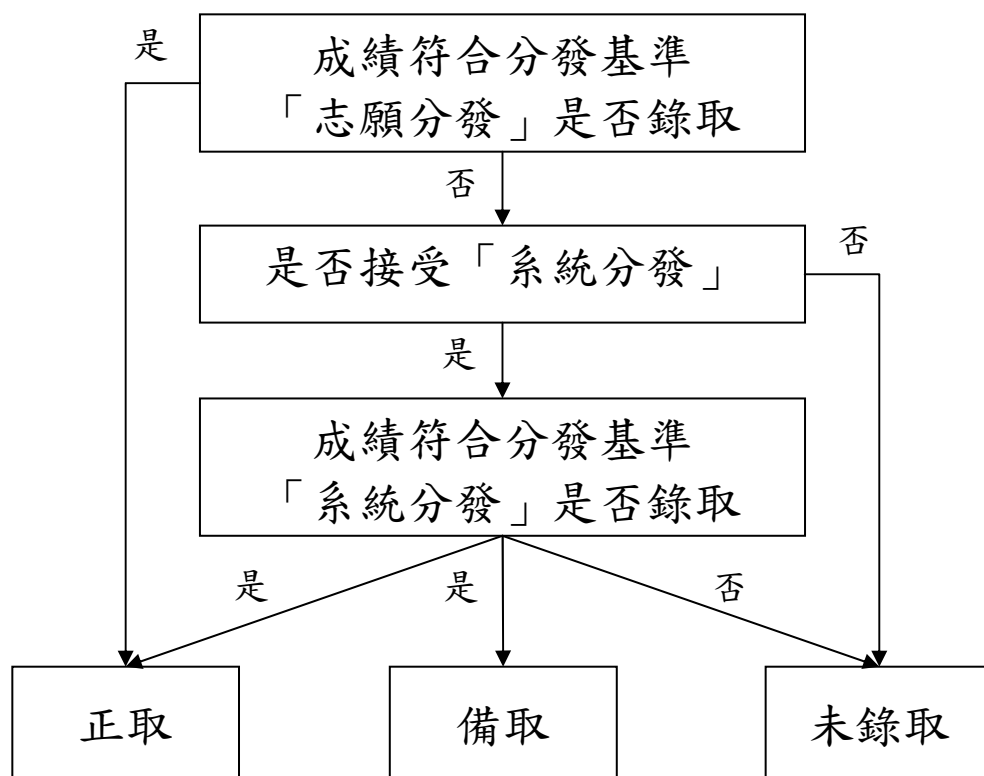 是
成績符合分發基準
「志願分發」是否錄取
否
是否接受「系統分發」
否
是
成績符合分發基準
「系統分發」是否錄取
是
是
否
正取
備取
未錄取